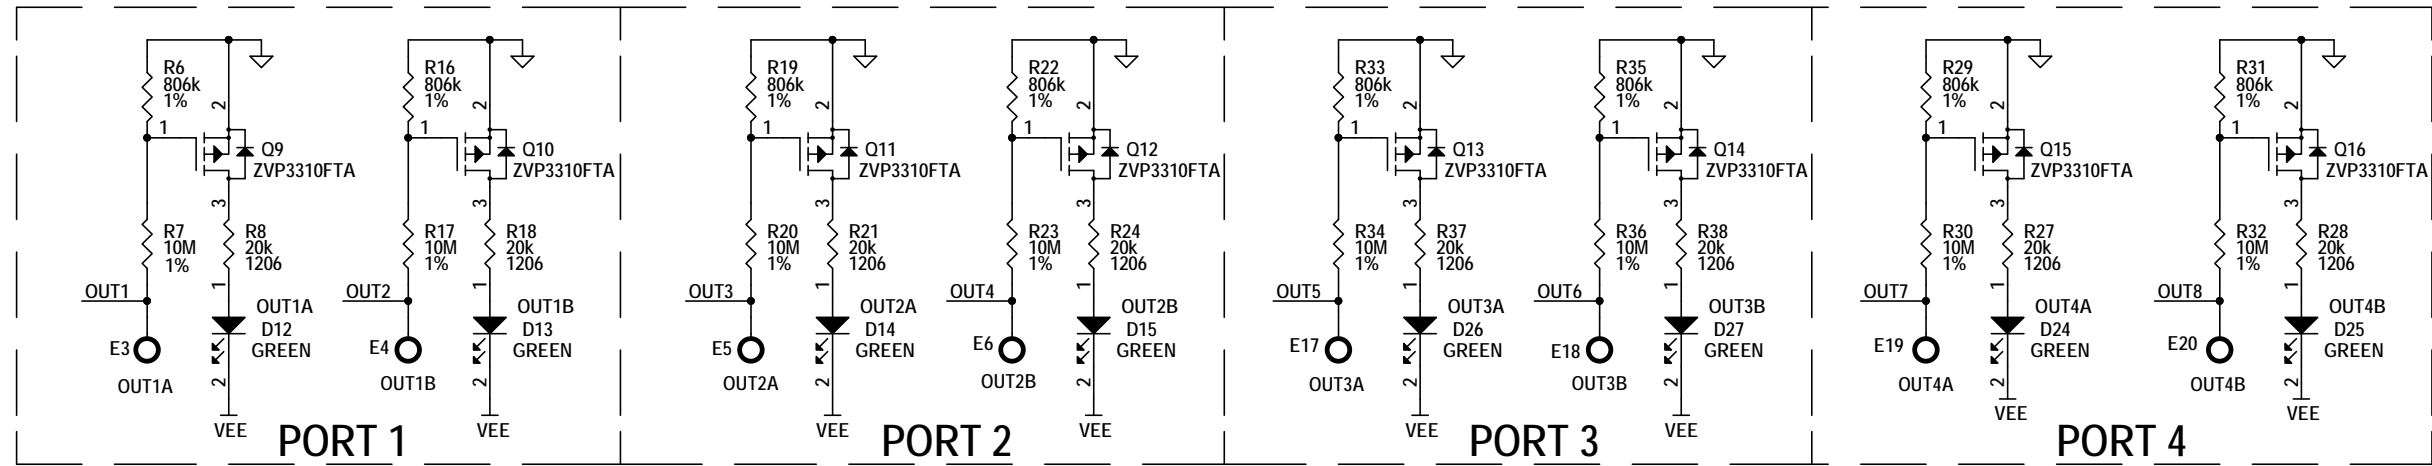 R6
806k
1%
2
1
Q9
ZVP3310FTA
3
R7
10M
1%
R8
20k
1206
1
OUT1
OUT1A
D12
GREEN
E3
OUT1A
2
VEE
R16
806k
1%
2
1
Q10
ZVP3310FTA
3
R17
10M
1%
R18
20k
1206
1
OUT2
OUT1B
D13
GREEN
E4
OUT1B
2
VEE
PORT 1
R19
806k
1%
2
1
Q11
ZVP3310FTA
3
R20
10M
1%
R21
20k
1206
1
OUT3
OUT2A
D14
GREEN
E5
OUT2A
2
VEE
R22
806k
1%
2
1
Q12
ZVP3310FTA
3
R23
10M
1%
R24
20k
1206
1
OUT4
OUT2B
D15
GREEN
E6
OUT2B
2
VEE
PORT 2
R33
806k
1%
2
1
Q13
ZVP3310FTA
3
R34
10M
1%
R37
20k
1206
1
OUT5
OUT3A
D26
GREEN
E17
OUT3A
2
VEE
R35
806k
1%
2
1
Q14
ZVP3310FTA
3
R36
10M
1%
R38
20k
1206
1
OUT6
OUT3B
D27
GREEN
E18
OUT3B
2
VEE
PORT 3
R29
806k
1%
2
1
Q15
ZVP3310FTA
3
R30
10M
1%
R27
20k
1206
1
OUT7
OUT4A
D24
GREEN
E19
OUT4A
2
VEE
R31
806k
1%
2
1
Q16
ZVP3310FTA
3
R32
10M
1%
R28
20k
1206
1
OUT8
OUT4B
D25
GREEN
E20
OUT4B
2
VEE
PORT 4